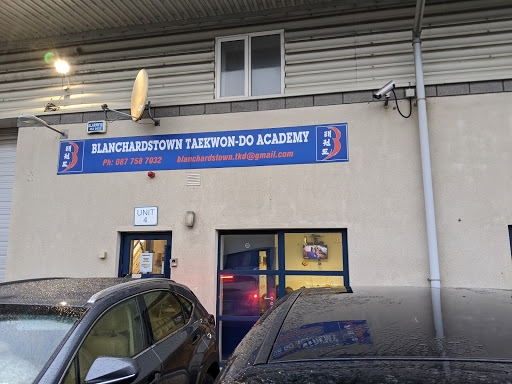 BLANCHARDSTOWN TAEKWON-DO ACADEMY
Ph: 087 758 7032 blanchardstown.tkd@gmail.com
UNIT
4